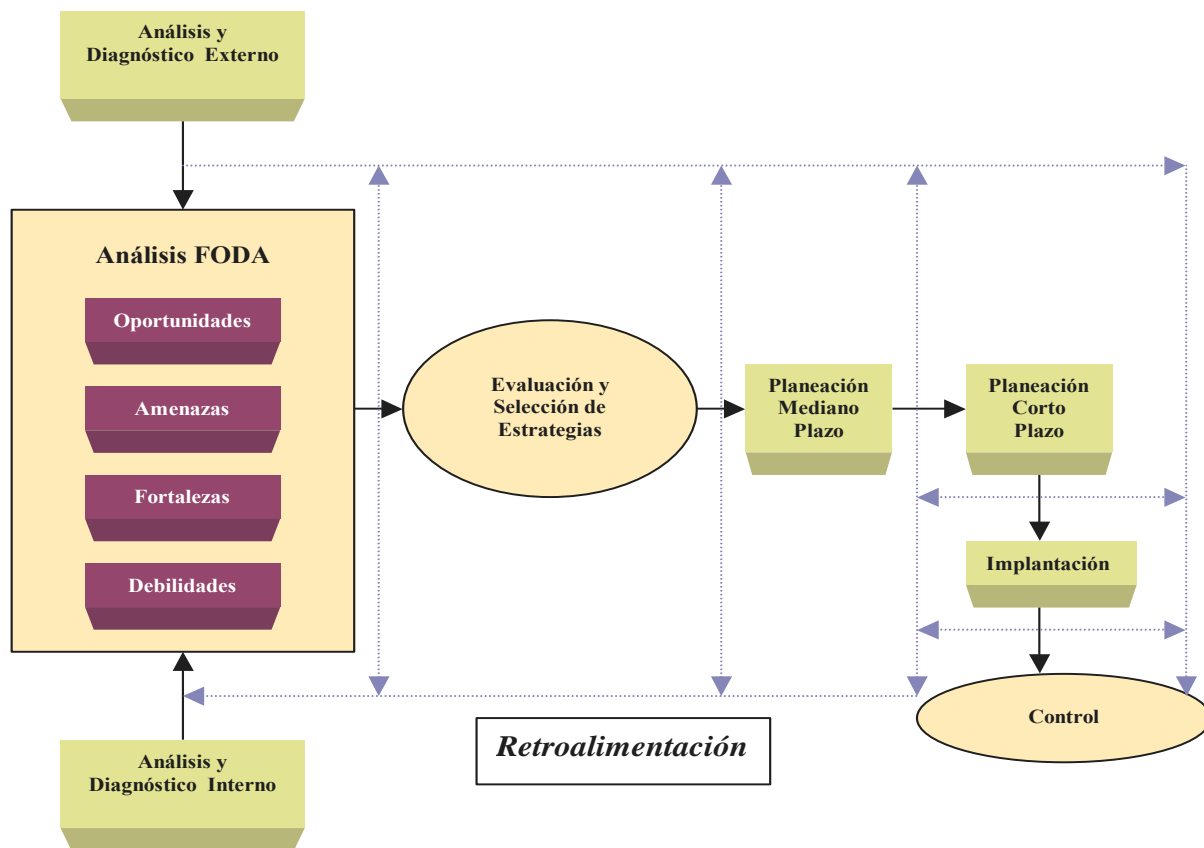 Análisis y
Diagnóstico Externo
Análisis FODA
Oportunidades
Amenazas
Fortalezas
Debilidades
Análisis y
Diagnóstico Interno
Evaluación y
Selección de
Estrategias
Planeación
Mediano
Plazo
Planeación
Corto
Plazo
Implantación
Control
Retroalimentación